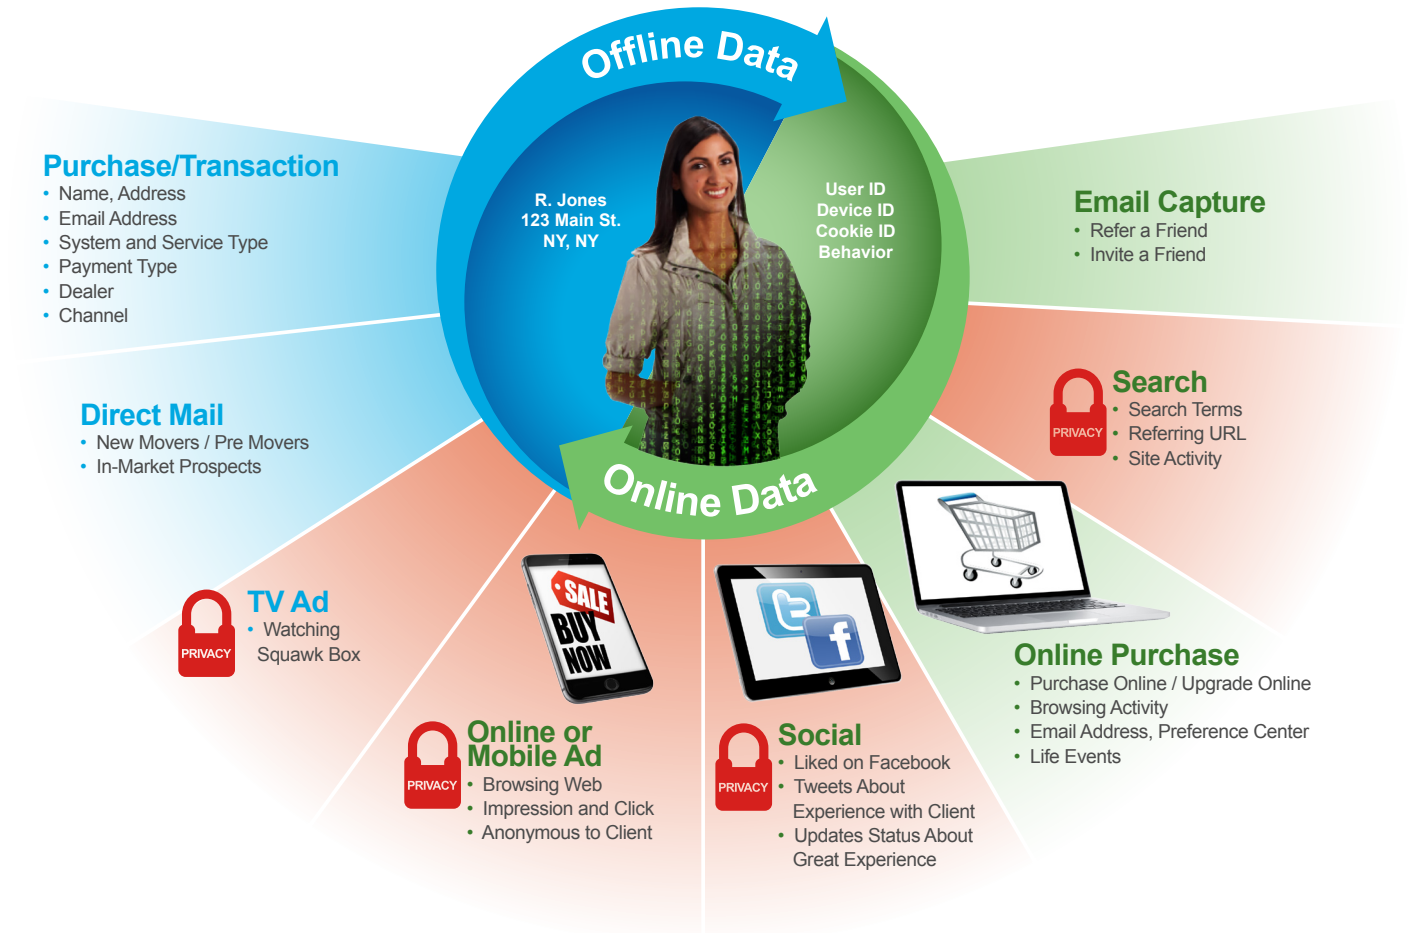 Offline Data
R. Jones
123 Main St.
NY, NY
User ID
Device ID
Cookie ID
Behavior
Online Data
Purchase/Transaction
• Name, Address
• Email Address
• System and Service Type
• Payment Type
• Dealer
• Channel
Direct Mail
• New Movers / Pre Movers
• In-Market Prospects
PRIVACY
TV Ad
• Watching
Squawk Box
SALE
BUY
NOW
PRIVACY
Online or
Mobile Ad
• Browsing Web
• Impression and Click
• Anonymous to Client
f
PRIVACY
Social
• Liked on Facebook
• Tweets About
Experience with Client
• Updates Status About
Great Experience
Online Purchase
• Purchase Online / Upgrade Online
• Browsing Activity
• Email Address, Preference Center
• Life Events
PRIVACY
Search
• Search Terms
• Referring URL
• Site Activity
Email Capture
• Refer a Friend
• Invite a Friend